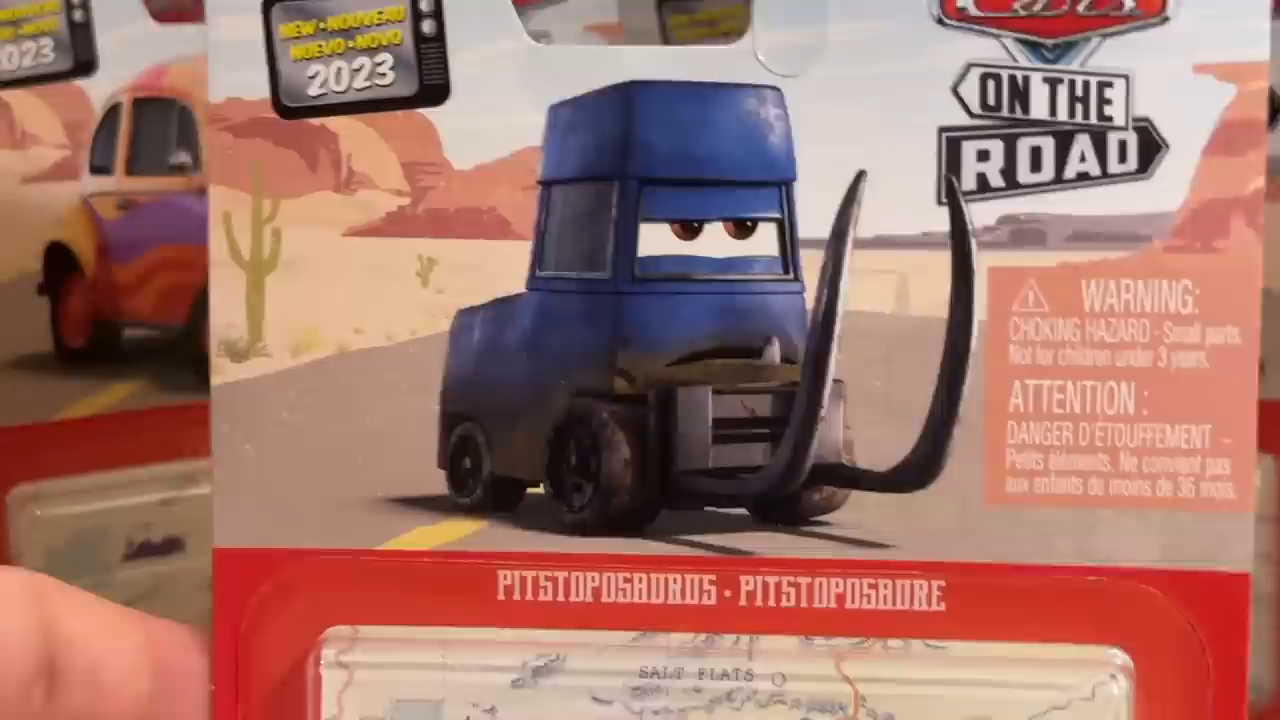 NEW • NOUVEAU
NUEVO • NOVO
2023
023
ON THE
ROAD
WARNING:
CHOKING HAZARD - Small parts.
Not for children under 3 years.
ATTENTION :
DANGER D'ÉTOUFFEMENT –
Petits éléments. Ne convient pas
aux enfants de moins de 36 mois.
PITSTOPOSAURUS • PITSTOPOSAURE
SALT FLATS